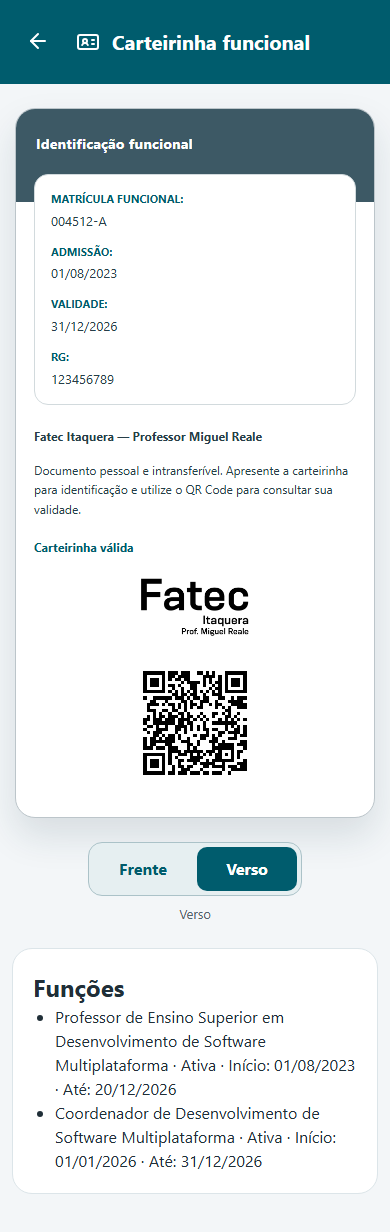 Carteirinha funcional
Identificação funcional
MATRÍCULA FUNCIONAL:
004512-A
ADMISSÃO:
01/08/2023
VALIDADE:
31/12/2026
RG:
123456789
Fatec Itaquera — Professor Miguel Reale
Documento pessoal e intransferível. Apresente a carteirinha
para identificação e utilize o QR Code para consultar sua
validade.
Carteirinha válida
Fatec
Itaquera
Prof. Miguel Reale
Frente
Verso
Verso
Funções
• Professor de Ensino Superior em
Desenvolvimento de Software
Multiplataforma · Ativa · Início: 01/08/2023
· Até: 20/12/2026
• Coordenador de Desenvolvimento de
Software Multiplataforma · Ativa · Início:
01/01/2026 · Até: 31/12/2026